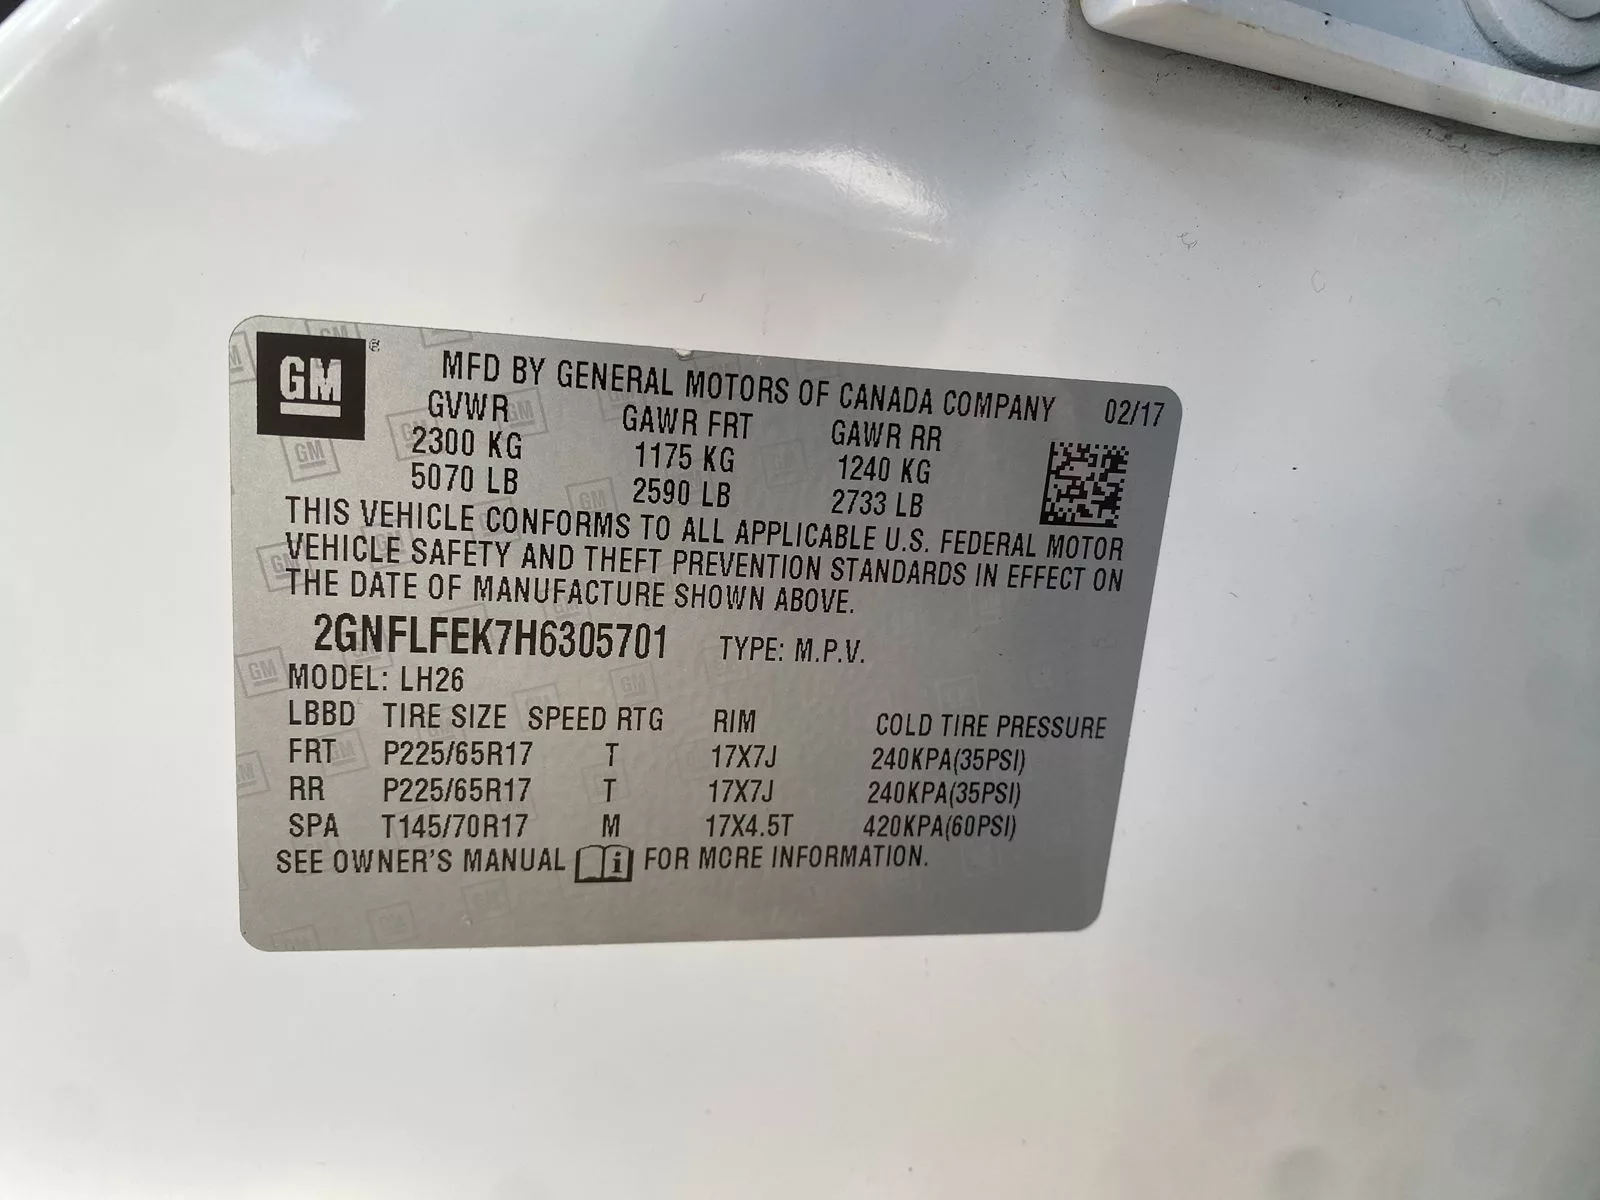 GM
MFD BY GENERAL MOTORS OF CANADA COMPANY 02/17
GVWR GAWR FRT GAWR RR
2300 KG 1175 KG 1240 KG
5070 LB 2590 LB 2733 LB
THIS VEHICLE CONFORMS TO ALL APPLICABLE U.S. FEDERAL MOTOR
VEHICLE SAFETY AND THEFT PREVENTION STANDARDS IN EFFECT ON
THE DATE OF MANUFACTURE SHOWN ABOVE.
2GNFLFEK7H6305701 TYPE: M.P.V.
MODEL: LH26
LBBD TIRE SIZE SPEED RTG RIM COLD TIRE PRESSURE
FRT P225/65R17 T 17X7J 240KPA(35PSI)
RR P225/65R17 T 17X7J 240KPA(35PSI)
SPA T145/70R17 M 17X4.5T 420KPA(60PSI)
SEE OWNER'S MANUAL i FOR MORE INFORMATION.